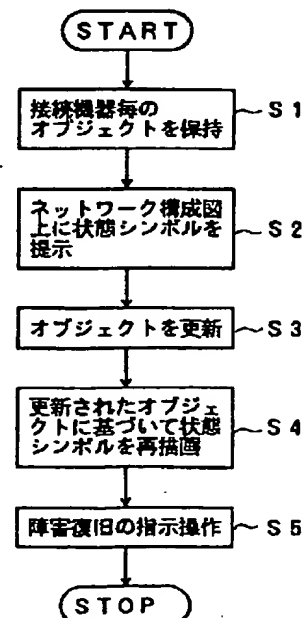 START
接続機器毎の
オブジェクトを保持
S1
ネットワーク構成図
上に状態シンボルを
提示
S2
オブジェクトを更新
S3
更新されたオブジェ
クトに基づいて状態
シンボルを再描画
S4
障害復旧の指示操作
S5
STOP